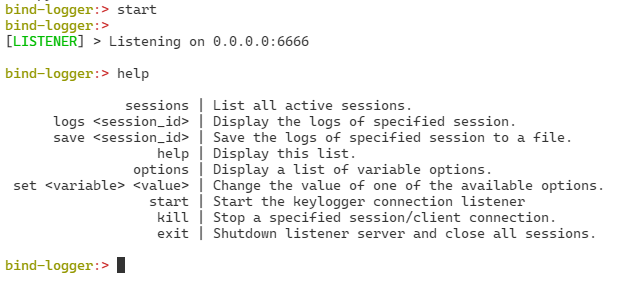 bind-logger:> start
bind-logger:>
[LISTENER] > Listening on 0.0.0.0:6666
bind-logger:> help
sessions | List all active sessions.
logs <session_id> | Display the logs of specified session.
save <session_id> | Save the logs of specified session to a file.
help | Display this list.
options | Display a list of variable options.
set <variable> <value> | Change the value of one of the available options.
start | Start the keylogger connection listener
kill | Stop a specified session/client connection.
exit | Shutdown listener server and close all sessions.
bind-logger:>